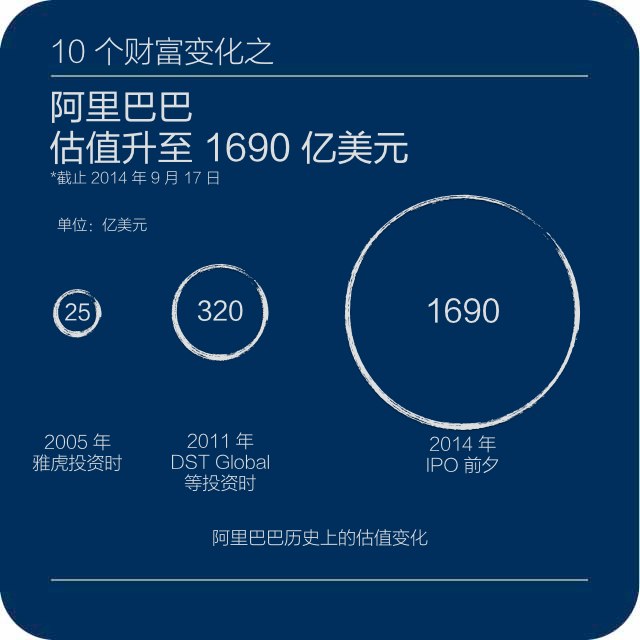 10 个财富变化之
阿里巴巴
估值升至 1690 亿美元
*截止 2014 年 9 月 17 日
单位：亿美元
25
320
1690
2005 年
雅虎投资时
2011 年
DST Global
等投资时
2014 年
IPO 前夕
阿里巴巴历史上的估值变化